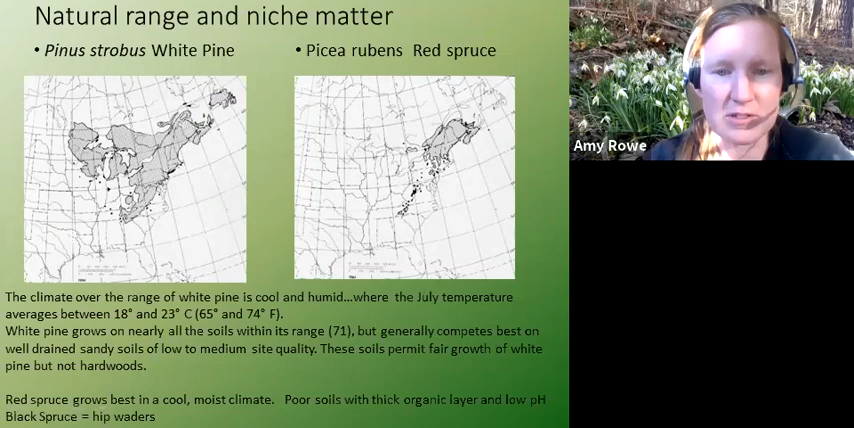 Natural range and niche matter
• Pinus strobus White Pine
• Picea rubens Red spruce
Amy Rowe
The climate over the range of white pine is cool and humid...where the July temperature
averages between 18° and 23° C (65° and 74° F).
White pine grows on nearly all the soils within its range (71), but generally competes best on
well drained sandy soils of low to medium site quality. These soils permit fair growth of white
pine but not hardwoods.
Red spruce grows best in a cool, moist climate. Poor soils with thick organic layer and low pH
Black Spruce = hip waders